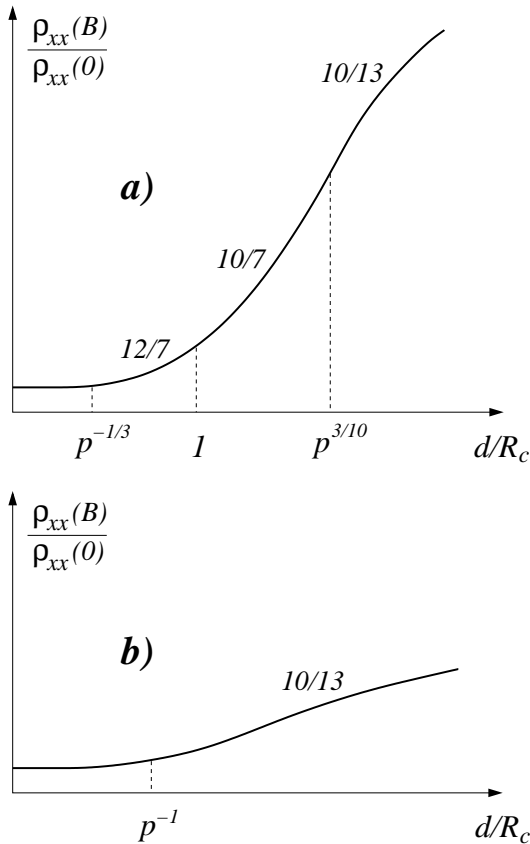 ρxx(B)
ρxx(0)
10/13
a)
10/7
12/7
p^{-1/3}  1  p^{3/10}  d/Rc
ρxx(B)
ρxx(0)
b)
10/13
p^{-1}  d/Rc